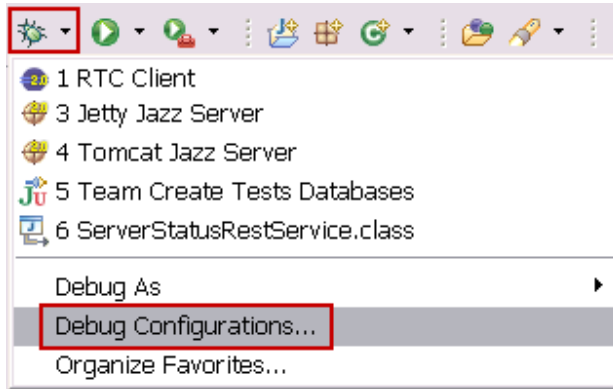 1 RTC Client
3 Jetty Jazz Server
4 Tomcat Jazz Server
5 Team Create Tests Databases
6 ServerStatusRestService.class
Debug As
Debug Configurations...
Organize Favorites...